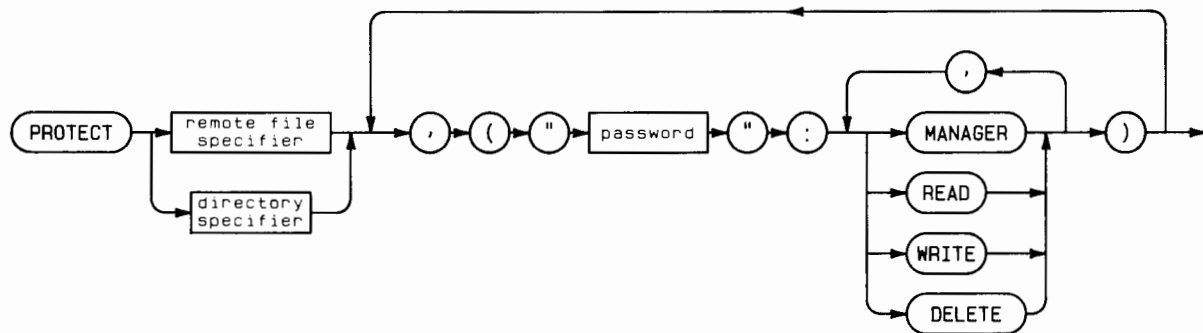 ,
PROTECT remote file specifier , ( " password " : MANAGER )
directory specifier READ
WRITE
DELETE